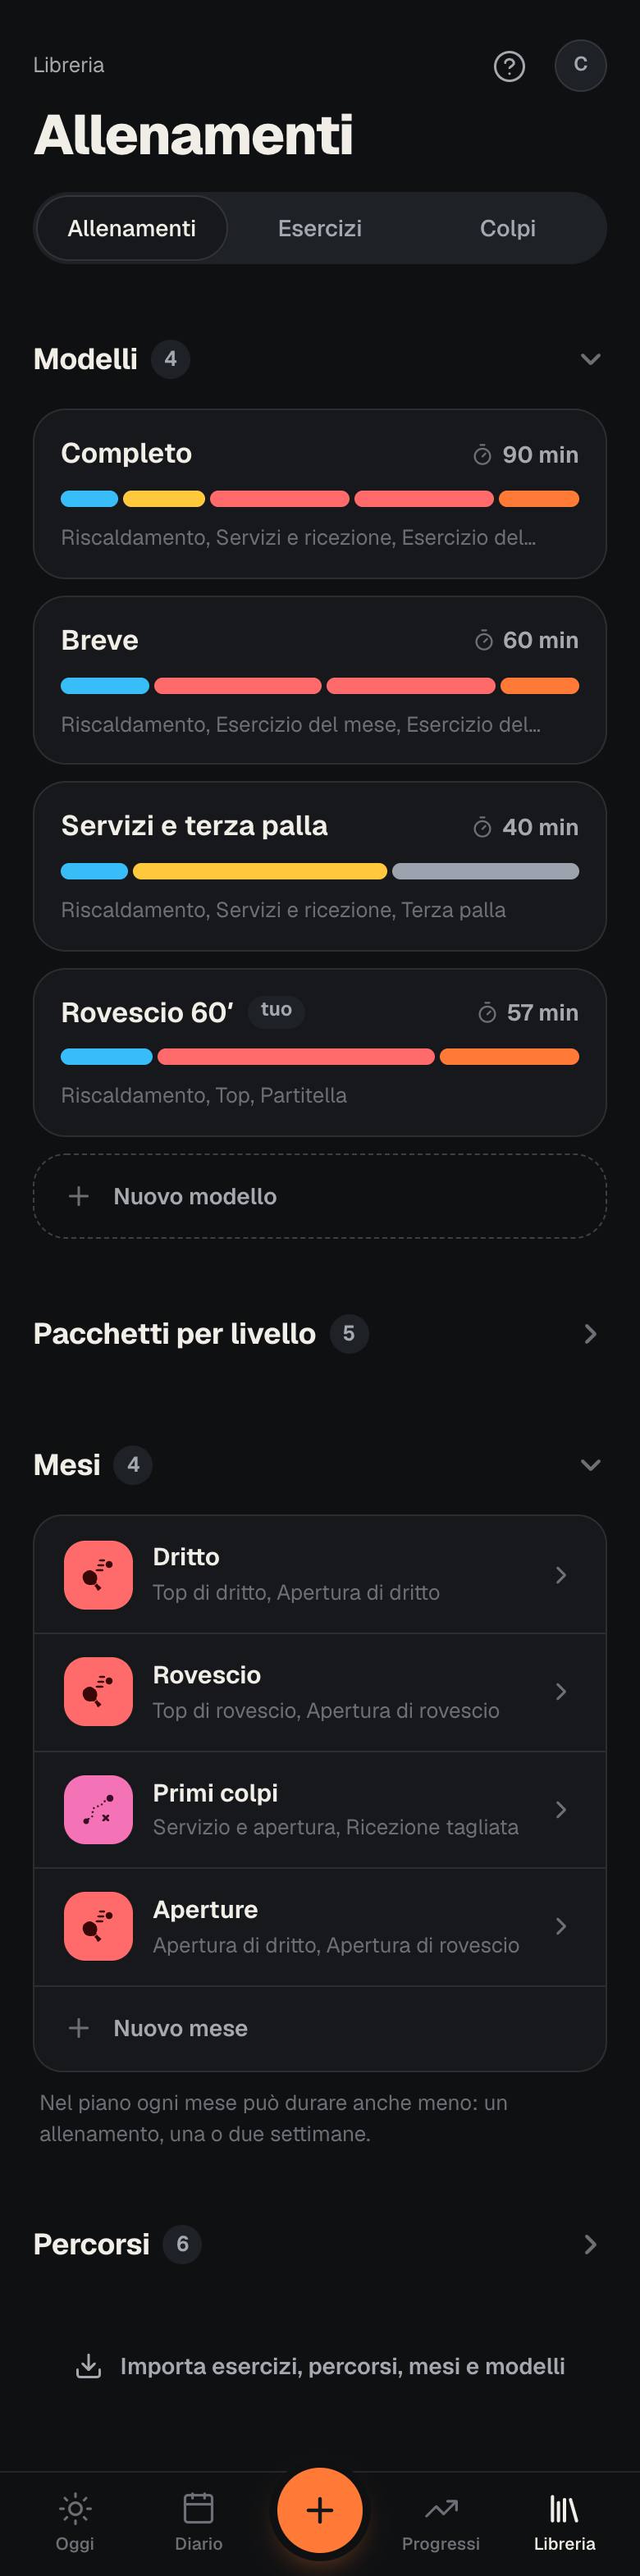 Libreria
C
Allenamenti
Allenamenti Esercizi Colpi
Modelli 4
Completo 90 min
Riscaldamento, Servizi e ricezione, Esercizio del...
Breve 60 min
Riscaldamento, Esercizio del mese, Esercizio del...
Servizi e terza palla 40 min
Riscaldamento, Servizi e ricezione, Terza palla
Rovescio 60′ tuo 57 min
Riscaldamento, Top, Partitella
Nuovo modello
Pacchetti per livello 5
Mesi 4
Dritto
Top di dritto, Apertura di dritto
Rovescio
Top di rovescio, Apertura di rovescio
Primi colpi
Servizio e apertura, Ricezione tagliata
Aperture
Apertura di dritto, Apertura di rovescio
Nuovo mese
Nel piano ogni mese può durare anche meno: un
allenamento, una o due settimane.
Percorsi 6
Importa esercizi, percorsi, mesi e modelli
Oggi Diario Progressi Libreria